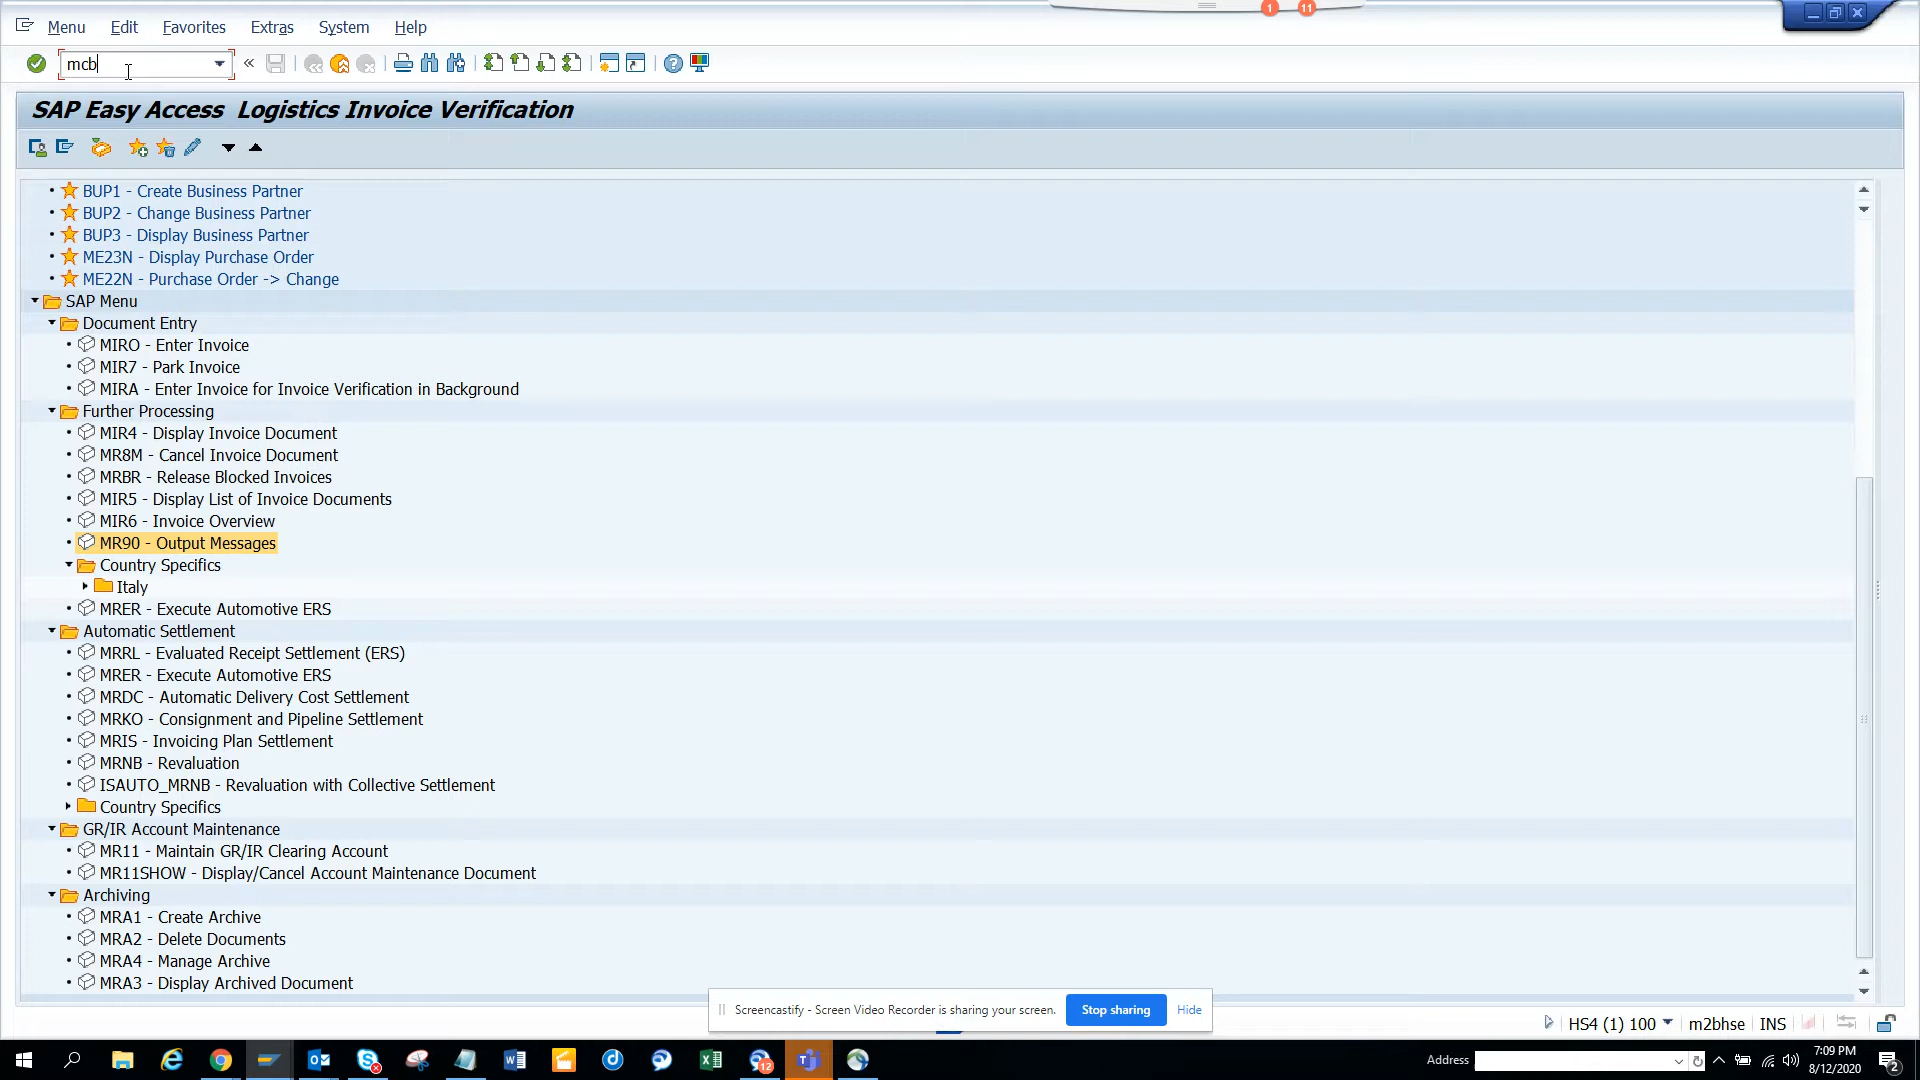 1 11
Menu Edit Favorites Extras System Help
mcb
SAP Easy Access Logistics Invoice Verification
BUP1 - Create Business Partner
BUP2 - Change Business Partner
BUP3 - Display Business Partner
ME23N - Display Purchase Order
ME22N - Purchase Order -> Change
SAP Menu
Document Entry
MIRO - Enter Invoice
MIR7 - Park Invoice
MIRA - Enter Invoice for Invoice Verification in Background
Further Processing
MIR4 - Display Invoice Document
MR8M - Cancel Invoice Document
MRBR - Release Blocked Invoices
MIR5 - Display List of Invoice Documents
MIR6 - Invoice Overview
MR90 - Output Messages
Country Specifics
Italy
MRER - Execute Automotive ERS
Automatic Settlement
MRRL - Evaluated Receipt Settlement (ERS)
MRER - Execute Automotive ERS
MRDC - Automatic Delivery Cost Settlement
MRKO - Consignment and Pipeline Settlement
MRIS - Invoicing Plan Settlement
MRNB - Revaluation
ISAUTO_MRNB - Revaluation with Collective Settlement
Country Specifics
GR/IR Account Maintenance
MR11 - Maintain GR/IR Clearing Account
MR11SHOW - Display/Cancel Account Maintenance Document
Archiving
MRA1 - Create Archive
MRA2 - Delete Documents
MRA4 - Manage Archive
MRA3 - Display Archived Document
Screencastify - Screen Video Recorder is sharing your screen. Stop sharing Hide
HS4 (1) 100 m2bhse INS
12
Address
7:09 PM
8/12/2020
2